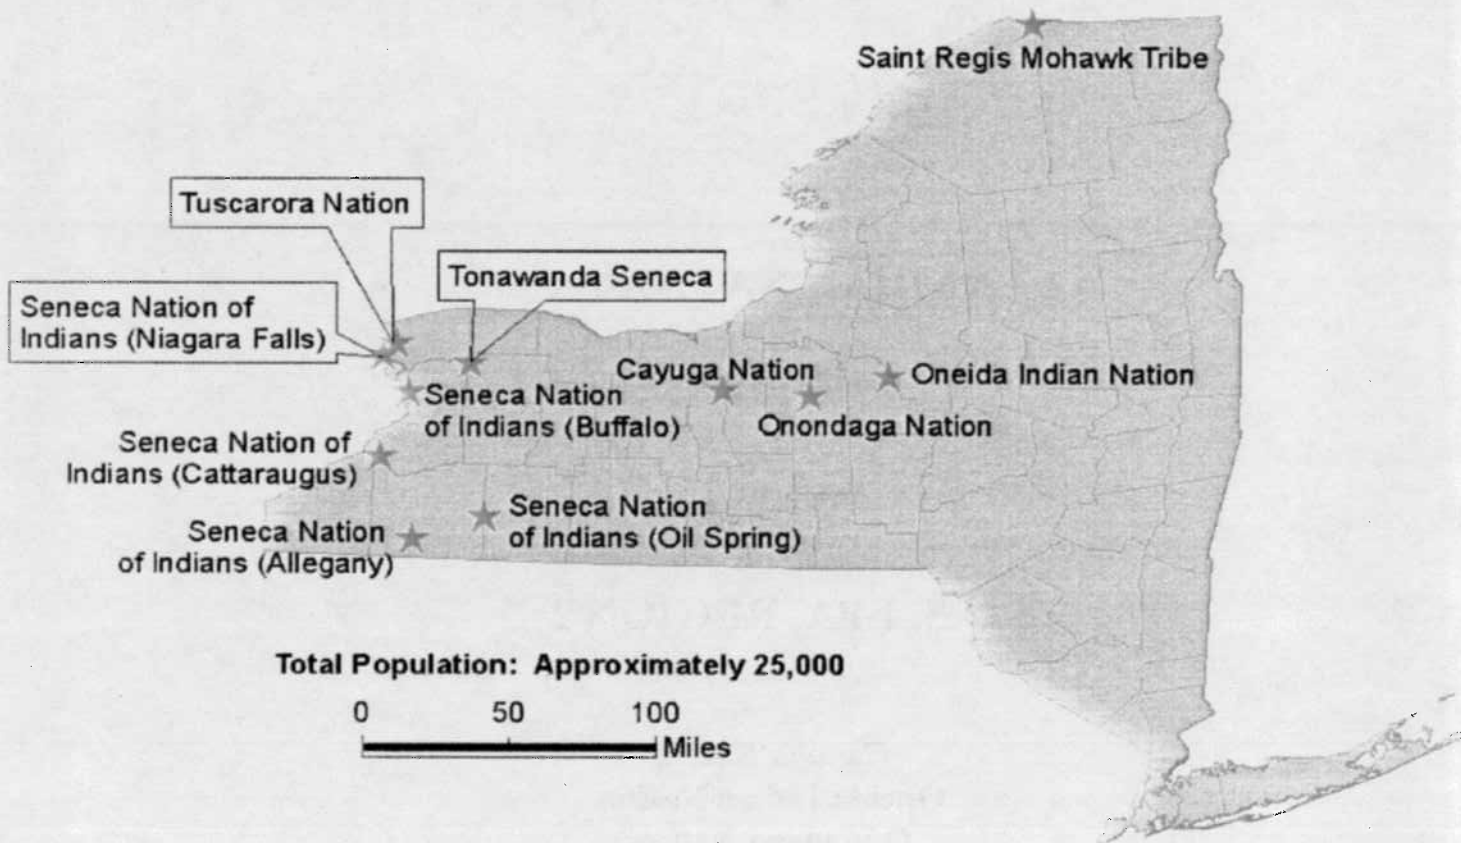 Saint Regis Mohawk Tribe
Tuscarora Nation
Tonawanda Seneca
Seneca Nation of
Indians (Niagara Falls)
Cayuga Nation
Oneida Indian Nation
Seneca Nation
of Indians (Buffalo)
Onondaga Nation
Seneca Nation of
Indians (Cattaraugus)
Seneca Nation
of Indians (Oil Spring)
Seneca Nation
of Indians (Allegany)
Total Population: Approximately 25,000
0 50 100
Miles